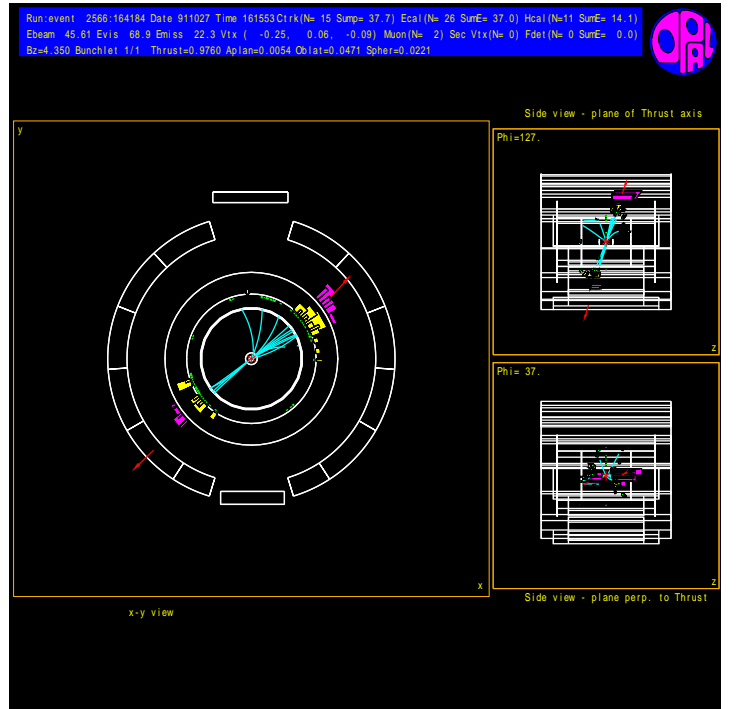 Run:event 2566:164184 Date 911027 Time 161553 Ctrk(N= 15 Sump= 37.7) Ecal(N= 26 SumE= 37.0) Hcal(N=11 SumE= 14.1)
Ebeam 45.61 Evis 68.9 Emiss 22.3 Vtx ( -0.25, 0.06, -0.09) Muon(N= 2) Sec Vtx(N= 0) Fdet(N= 0 SumE= 0.0)
Bz=4.350 Bunchlet 1/1 Thrust=0.9760 Aplan=0.0054 Oblat=0.0471 Spher=0.0221
OPAL
Side view - plane of Thrust axis
y
Phi=127.
z
Phi= 37.
x
z
Side view - plane perp. to Thrust
x-y view